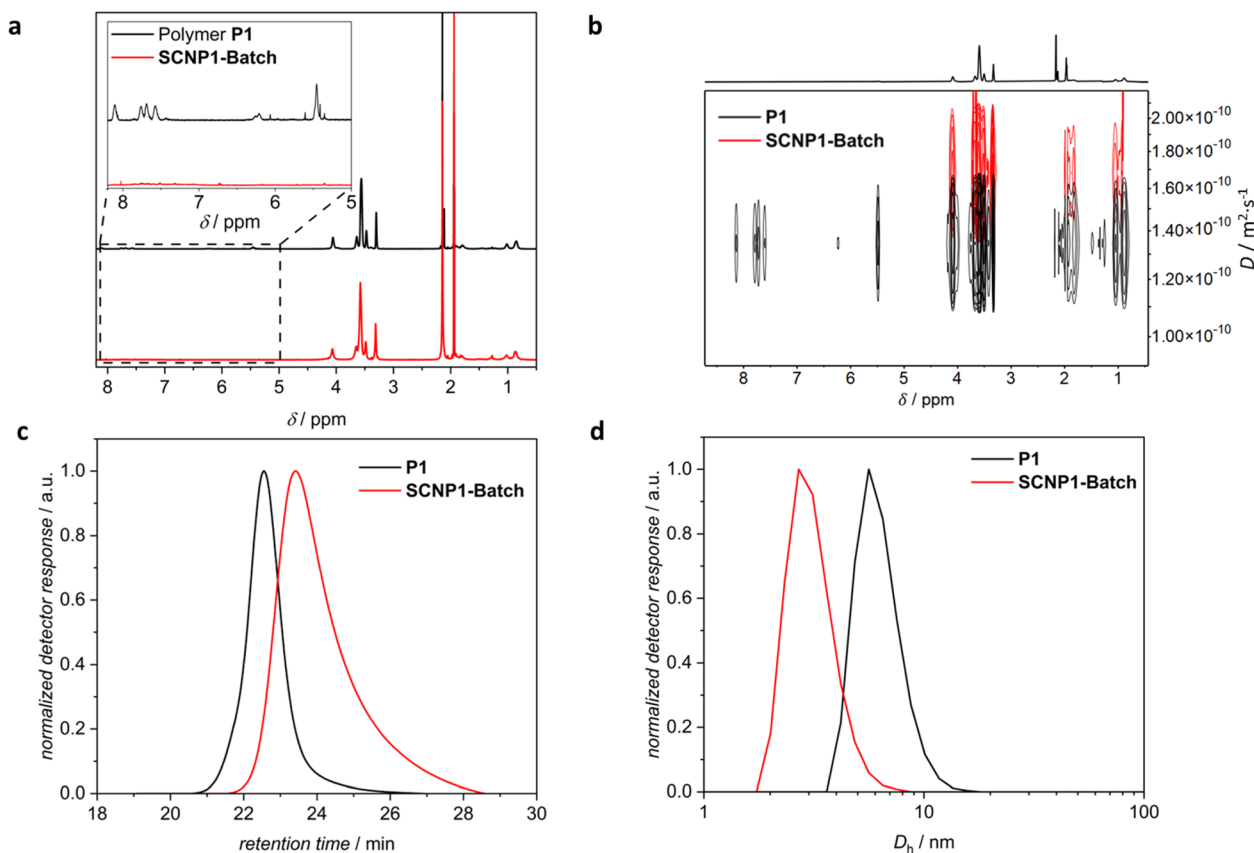 a
Polymer P1
SCNP1-Batch
8 7 6 5
δ / ppm
8 7 6 5 4 3 2 1
δ / ppm
b
P1
SCNP1-Batch
2.00×10⁻¹⁰
1.80×10⁻¹⁰
1.60×10⁻¹⁰
1.40×10⁻¹⁰
1.20×10⁻¹⁰
1.00×10⁻¹⁰
D / m²·s⁻¹
8 7 6 5 4 3 2 1
δ / ppm
c
P1
SCNP1-Batch
normalized detector response / a.u.
1.0
0.8
0.6
0.4
0.2
0.0
18 20 22 24 26 28 30
retention time / min
d
P1
SCNP1-Batch
normalized detector response / a.u.
1.0
0.8
0.6
0.4
0.2
0.0
1 10 100
Dₕ / nm